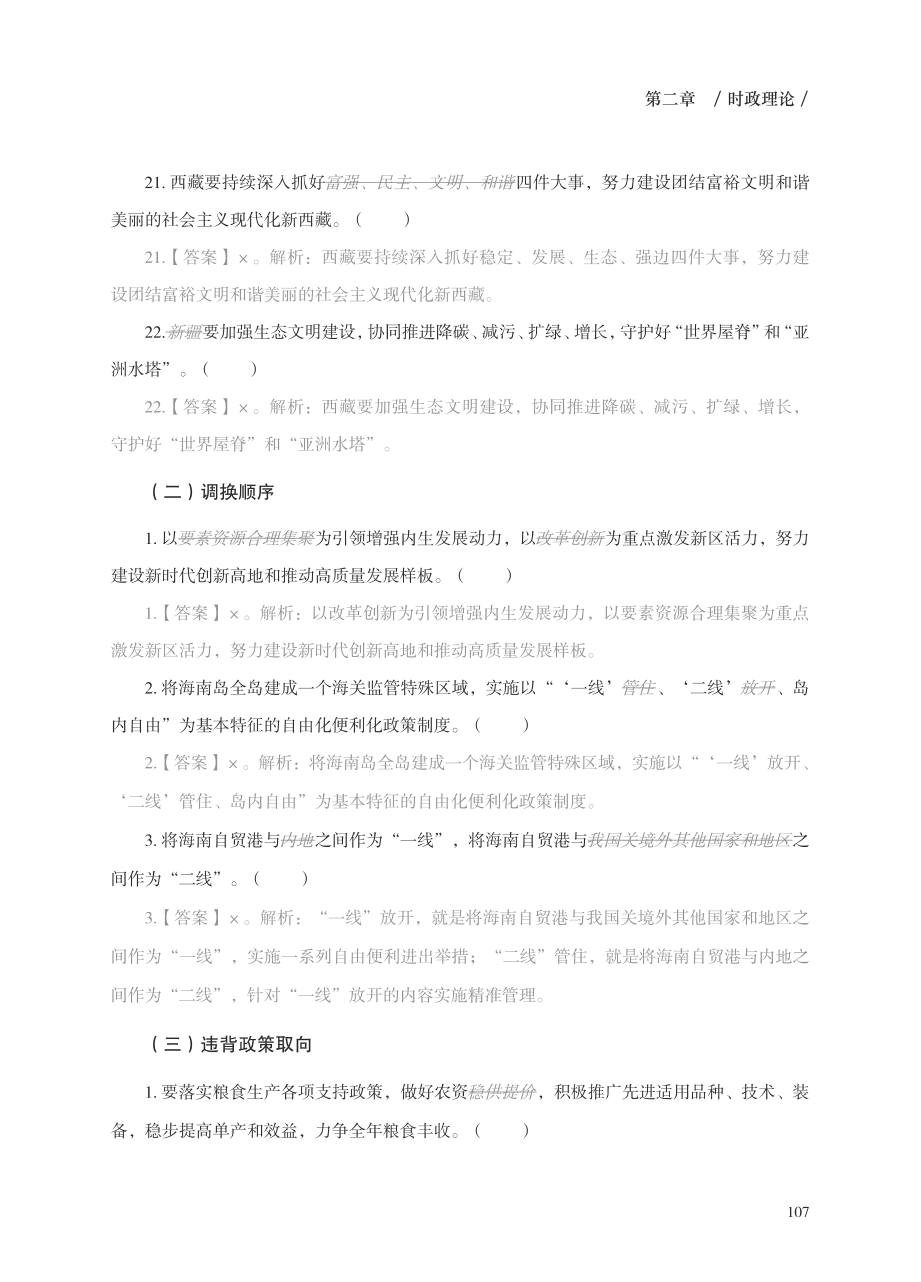 第二章 / 时政理论 /
21. 西藏要持续深入抓好富强、民主、文明、和谐四件大事，努力建设团结富裕文明和谐
美丽的社会主义现代化新西藏。（　　）
21.【答案】×。解析：西藏要持续深入抓好稳定、发展、生态、强边四件大事，努力建
设团结富裕文明和谐美丽的社会主义现代化新西藏。
22.新疆要加强生态文明建设，协同推进降碳、减污、扩绿、增长，守护好“世界屋脊”和“亚
洲水塔”。（　　）
22.【答案】×。解析：西藏要加强生态文明建设，协同推进降碳、减污、扩绿、增长，
守护好“世界屋脊”和“亚洲水塔”。
（二）调换顺序
1. 以要素资源合理集聚为引领增强内生发展动力，以改革创新为重点激发新区活力，努力
建设新时代创新高地和推动高质量发展样板。（　　）
1.【答案】×。解析：以改革创新为引领增强内生发展动力，以要素资源合理集聚为重点
激发新区活力，努力建设新时代创新高地和推动高质量发展样板。
2. 将海南岛全岛建成一个海关监管特殊区域，实施以“‘一线’管住、‘二线’放开、岛
内自由”为基本特征的自由化便利化政策制度。（　　）
2.【答案】×。解析：将海南岛全岛建成一个海关监管特殊区域，实施以“‘一线’放开、
‘二线’管住、岛内自由”为基本特征的自由化便利化政策制度。
3. 将海南自贸港与内地之间作为“一线”，将海南自贸港与我国关境外其他国家和地区之
间作为“二线”。（　　）
3.【答案】×。解析：“一线”放开，就是将海南自贸港与我国关境外其他国家和地区之
间作为“一线”，实施一系列自由便利进出举措；“二线”管住，就是将海南自贸港与内地之
间作为“二线”，针对“一线”放开的内容实施精准管理。
（三）违背政策取向
1. 要落实粮食生产各项支持政策，做好农资稳供提价，积极推广先进适用品种、技术、装
备，稳步提高单产和效益，力争全年粮食丰收。（　　）
107